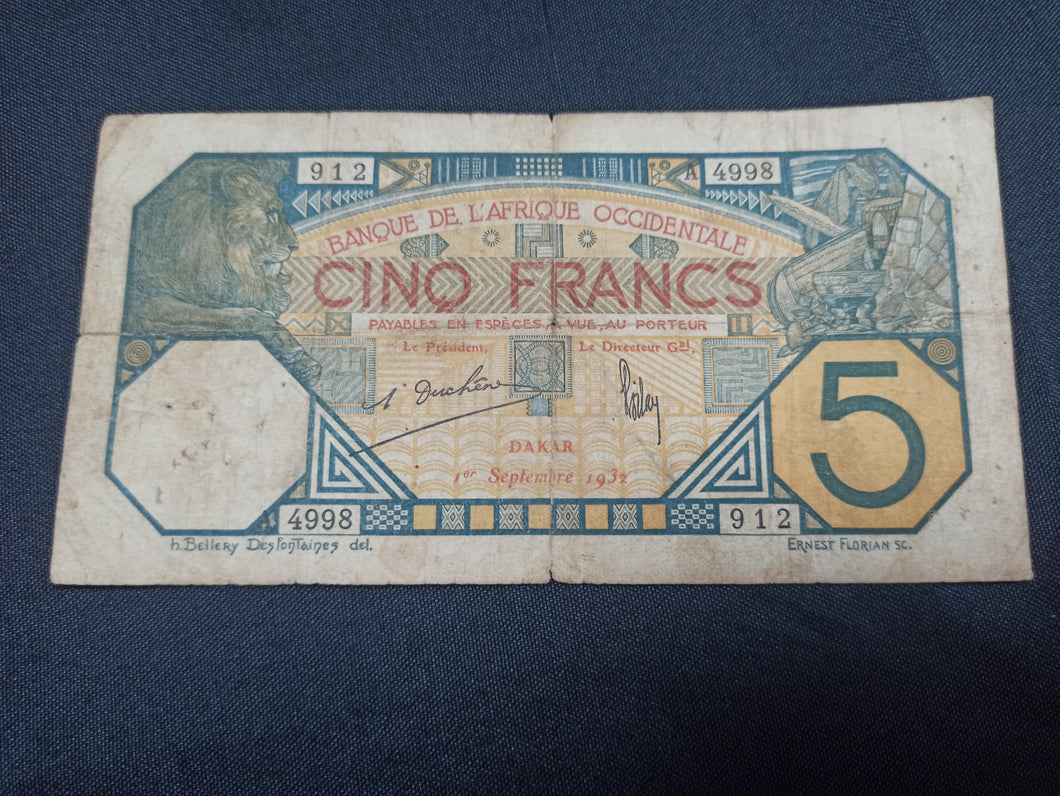 912
A 4998
BANQUE DE L'AFRIQUE OCCIDENTALE
CINQ FRANCS
PAYABLES EN ESPÈCES, A VUE, AU PORTEUR
Le Président, Le Directeur Gal,
Duchêne
DAKAR
1er Septembre 1932
5
A 4998
912
h. Bellery Desfontaines del.
ERNEST FLORIAN SC.